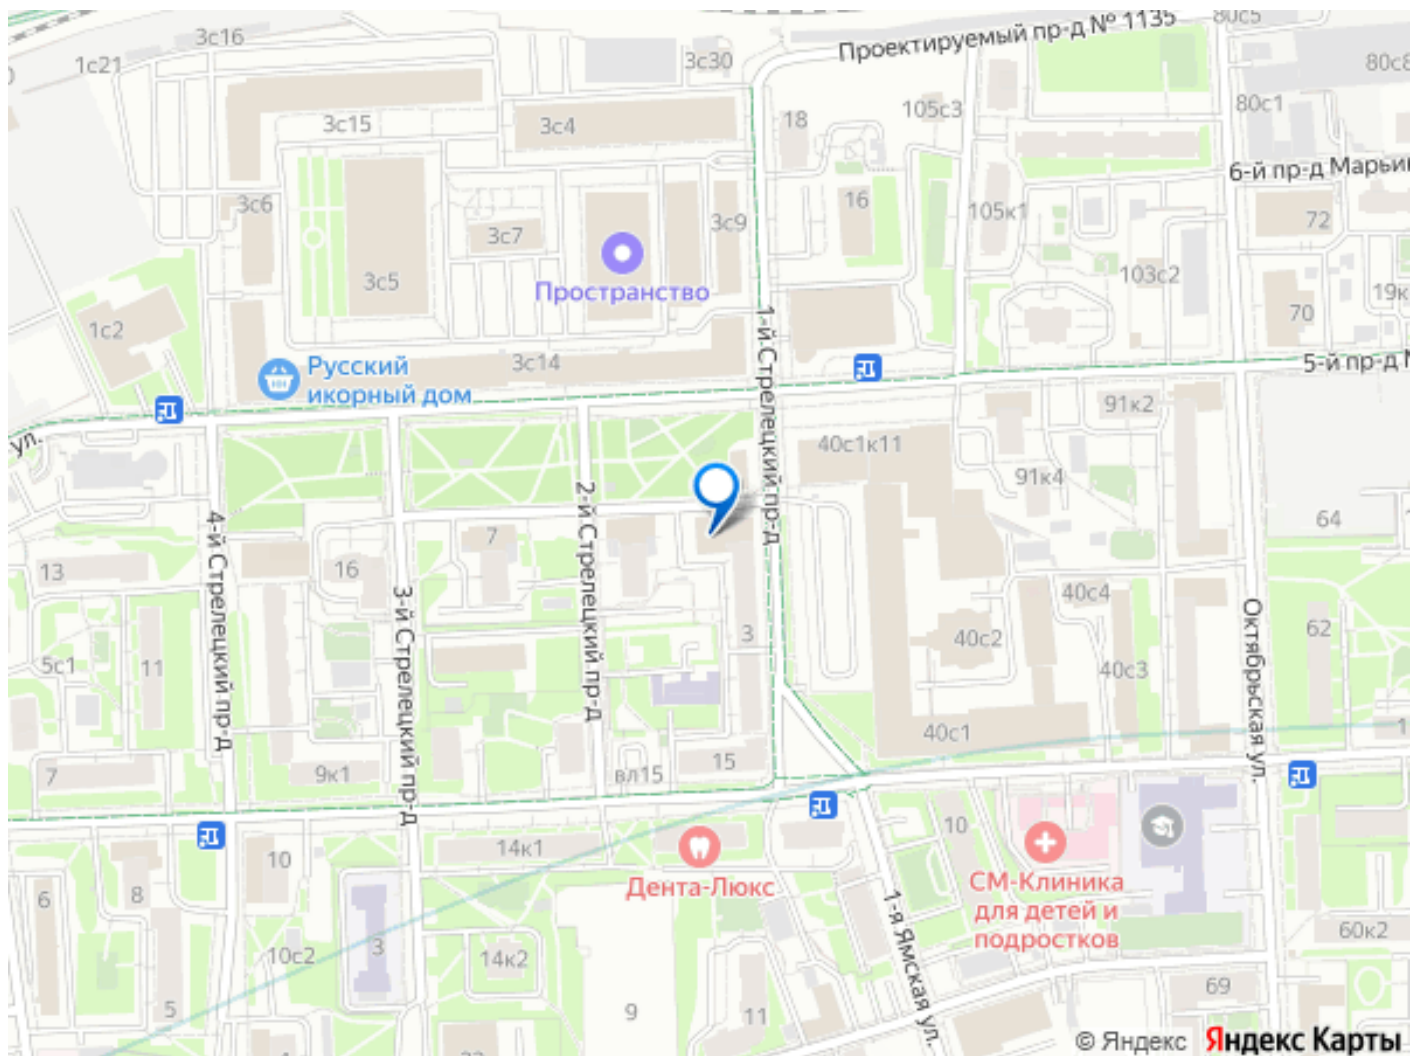 3с16
1с21
3с30
Проектируемый пр-д № 1135
80с5
80с8
80с1
105с3
18
3с15
3с4
6-й пр-д Марьин
3с6
3с7
3с9
16
105к1
72
3с5
Пространство
103с2
19к
70
1с2
1-й Стрелецкий пр-д
Русский
икорный дом
3с14
5-й пр-д М
ул.
91к2
40с1к11
91к4
64
4-й Стрелецкий пр-д
2-й Стрелецкий пр-д
7
13
16
3-й Стрелецкий пр-д
40с4
Октябрьская ул.
62
3
40с2
40с3
5с1
11
40с1
1
7
9к1
вл15
15
10
14к1
10
Дента-Люкс
СМ-Клиника
для детей и
подростков
1-я Ямская ул.
6
8
10с2
3
14к2
60к2
69
5
9
11
© Яндекс Яндекс Карты